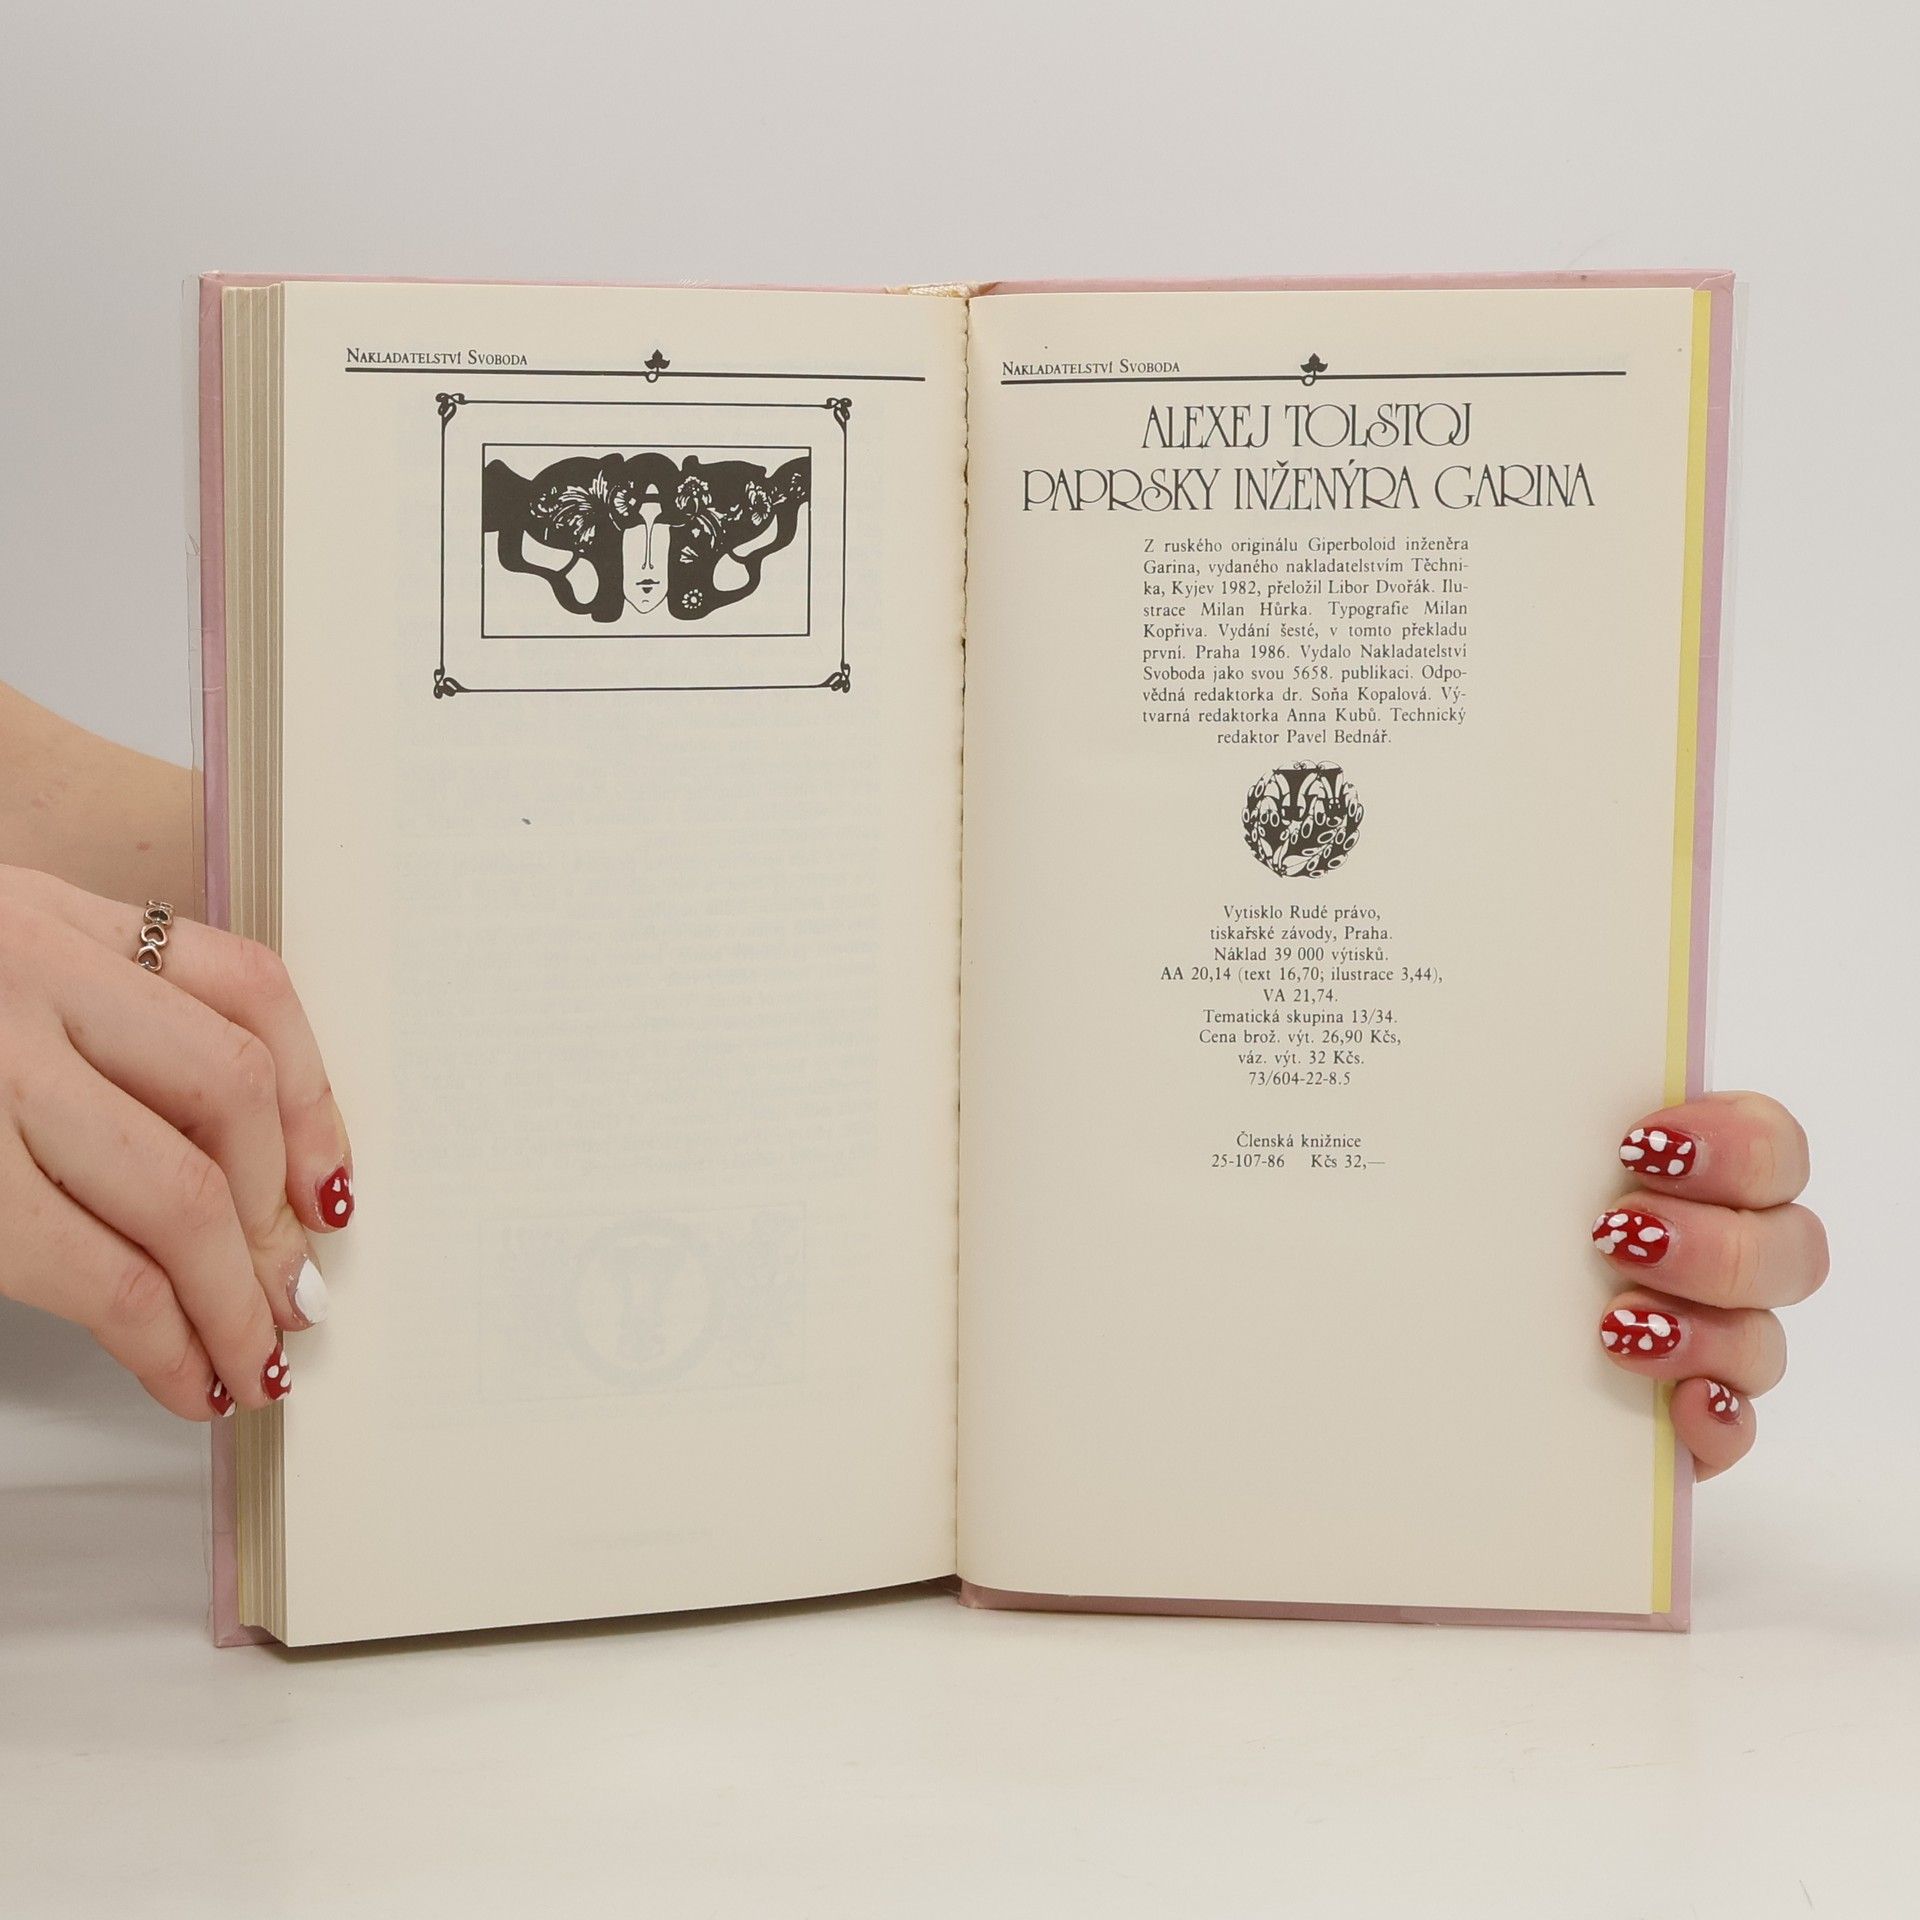 NAKLADATELSTVÍ SVOBODA
NAKLADATELSTVÍ SVOBODA
ALEXEJ TOLSTOJ
PAPRSKY INŽENÝRA GARINA
Z ruského originálu Giperboloid inženěra
Garina, vydaného nakladatelstvím Těchni-
ka, Kyjev 1982, přeložil Libor Dvořák. Ilu-
strace Milan Hůrka. Typografie Milan
Kopřiva. Vydání šesté, v tomto překladu
první. Praha 1986. Vydalo Nakladatelství
Svoboda jako svou 5658. publikaci. Odpo-
vědná redaktorka dr. Soňa Kopalová. Vý-
tvarná redaktorka Anna Kubů. Technický
redaktor Pavel Bednář.
Vytisklo Rudé právo,
tiskařské závody, Praha.
Náklad 39 000 výtisků.
AA 20,14 (text 16,70; ilustrace 3,44),
VA 21,74.
Tematická skupina 13/34.
Cena brož. výt. 26,90 Kčs,
váz. výt. 32 Kčs.
73/604-22-8.5
Členská knižnice
25-107-86 Kčs 32,—